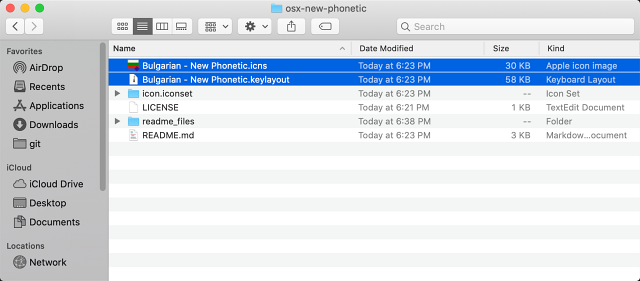 osx-new-phonetic
Search
Favorites
AirDrop
Recents
Applications
Downloads
git
iCloud
iCloud Drive
Desktop
Documents
Locations
Network
Name Date Modified Size Kind
Bulgarian - New Phonetic.icns Today at 6:23 PM 30 KB Apple icon image
Bulgarian - New Phonetic.keylayout Today at 6:23 PM 58 KB Keyboard Layout
icon.iconset Today at 6:23 PM -- Icon Set
LICENSE Today at 6:21 PM 1 KB TextEdit Document
readme_files Today at 6:38 PM -- Folder
README.md Today at 6:23 PM 3 KB Markdow...ocument